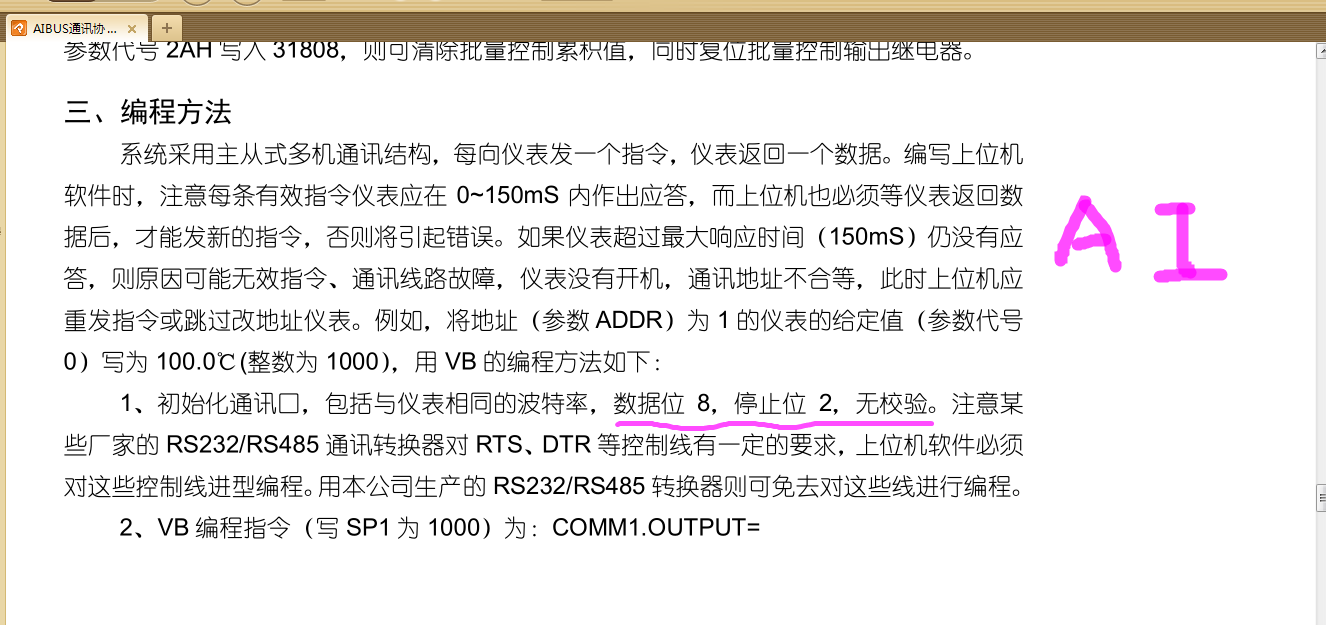 AIBUS通讯协...
参数代号 2AH 写入 31808，则可清除批量控制累积值，同时复位批量控制输出继电器。
三、编程方法
系统采用主从式多机通讯结构，每向仪表发一个指令，仪表返回一个数据。编写上位机
软件时，注意每条有效指令仪表应在 0~150mS 内作出应答，而上位机也必须等仪表返回数
据后，才能发新的指令，否则将引起错误。如果仪表超过最大响应时间（150mS）仍没有应
答，则原因可能无效指令、通讯线路故障，仪表没有开机，通讯地址不合等，此时上位机应
重发指令或跳过改地址仪表。例如，将地址（参数 ADDR）为 1 的仪表的给定值（参数代号
0）写为 100.0℃(整数为 1000)，用 VB 的编程方法如下：
1、初始化通讯口，包括与仪表相同的波特率，数据位 8，停止位 2，无校验。注意某
些厂家的 RS232/RS485 通讯转换器对 RTS、DTR 等控制线有一定的要求，上位机软件必须
对这些控制线进型编程。用本公司生产的 RS232/RS485 转换器则可免去对这些线进行编程。
2、VB 编程指令（写 SP1 为 1000）为：COMM1.OUTPUT=
AI